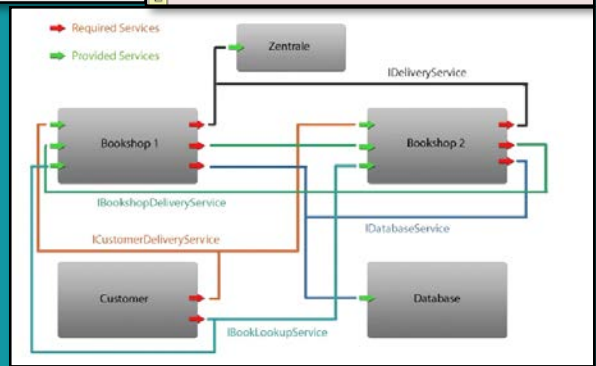 Required Services
Provided Services
Zentrale
IDeliveryService
Bookshop 1
Bookshop 2
IBookshopDeliveryService
IDatabaseService
ICustomerDeliveryService
Customer
Database
IBookLookupService